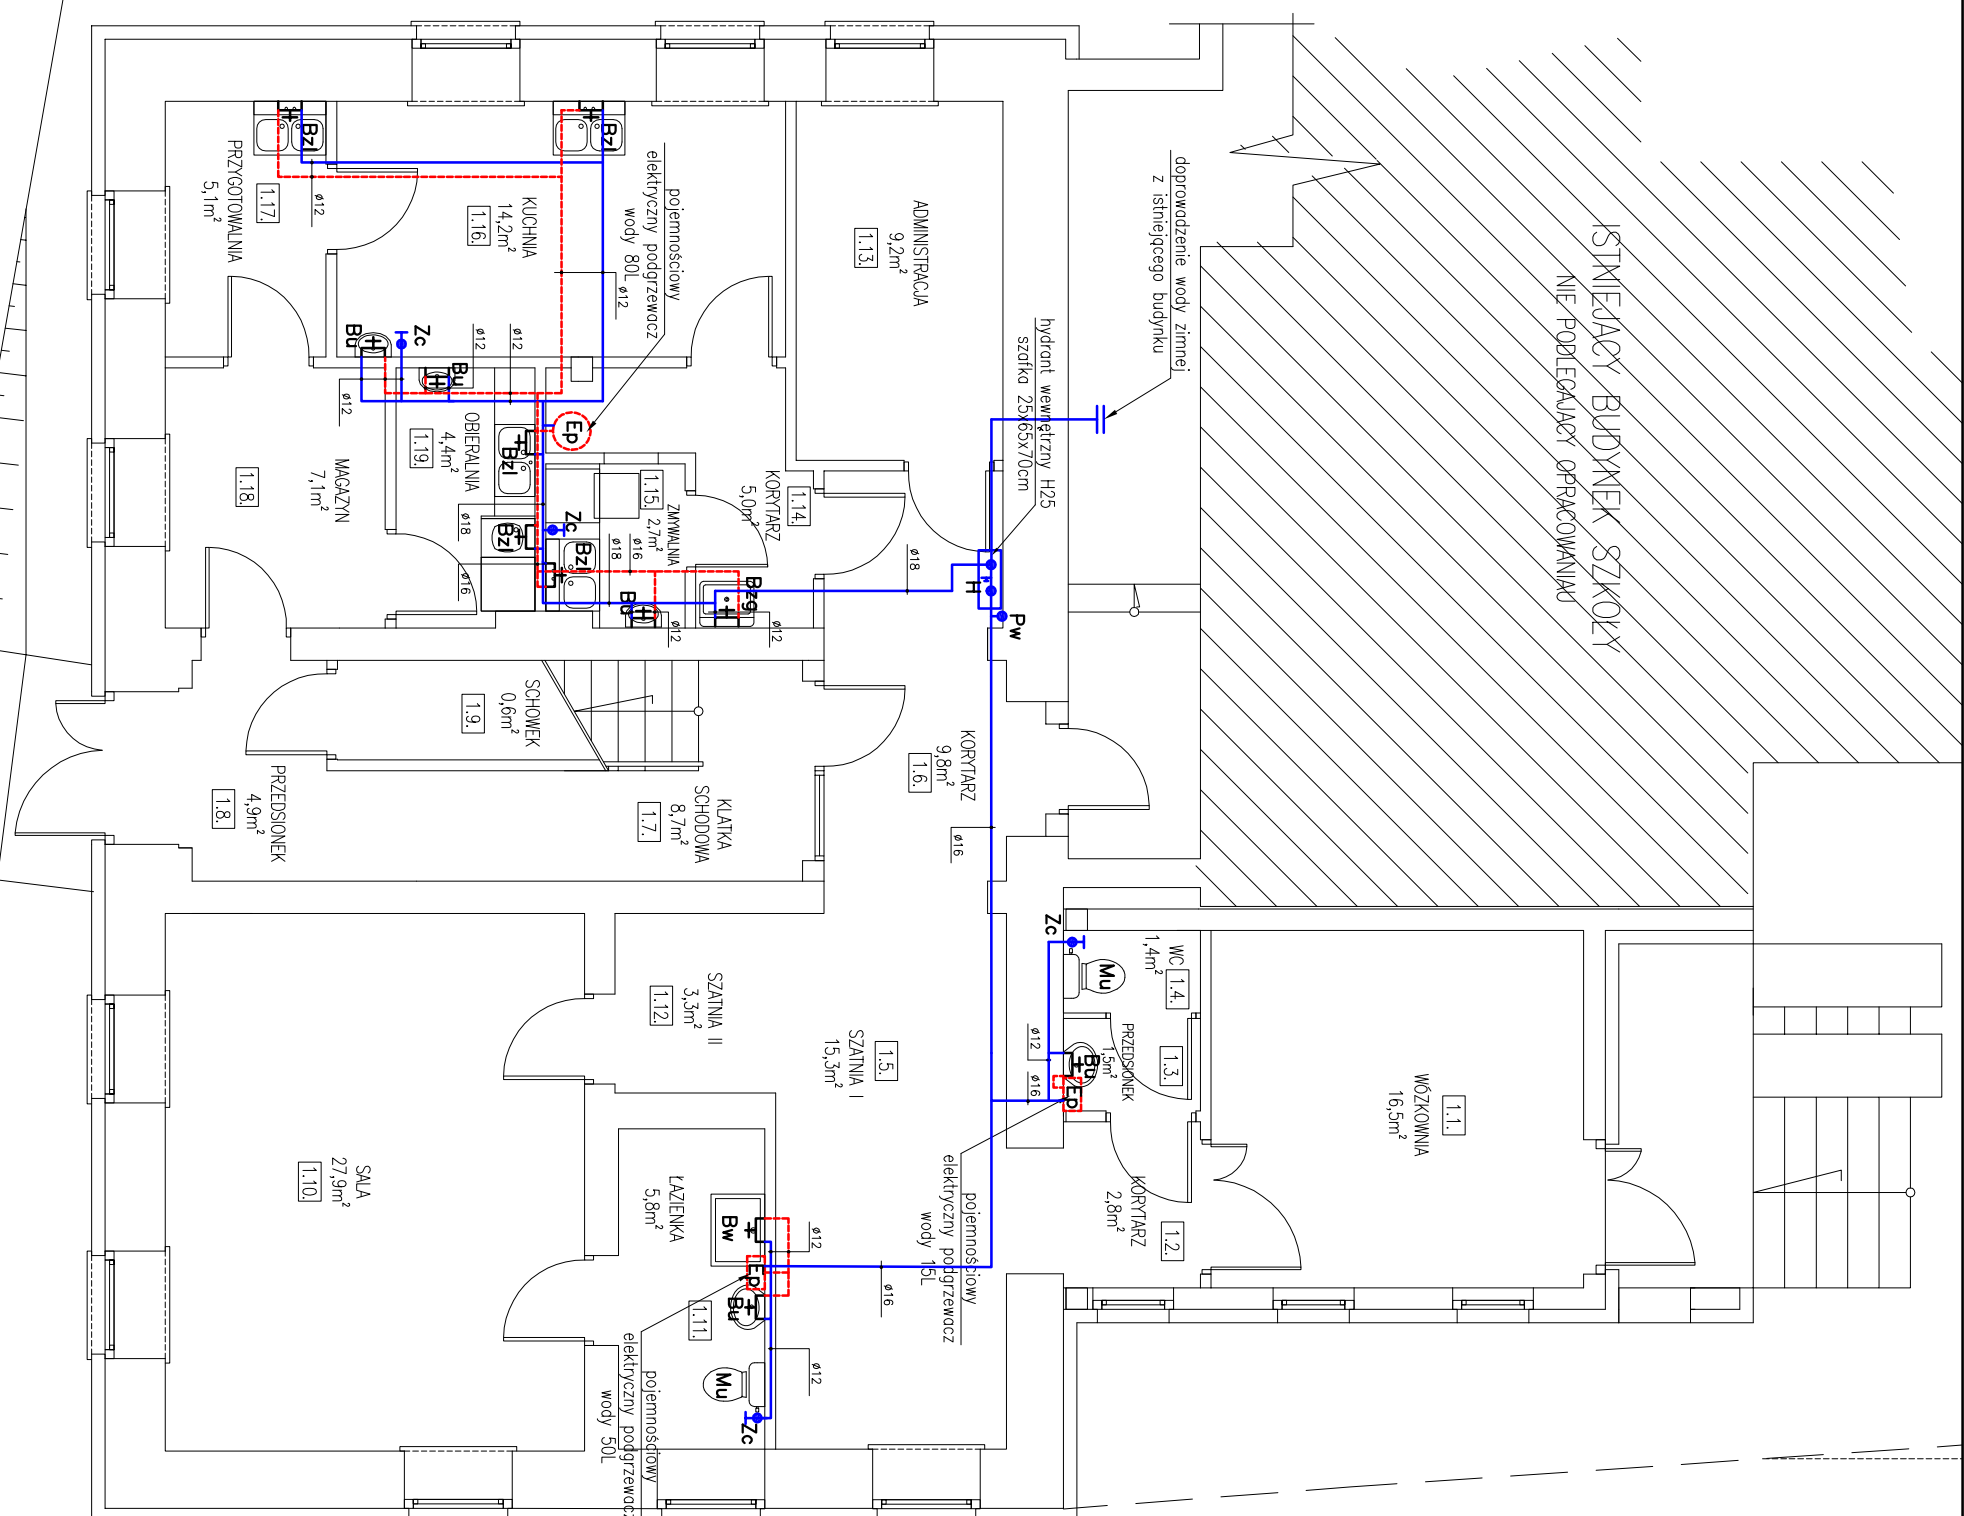 ISTNIEJĄCY BUDYNEK SZKOŁY
NIE PODLEGAJĄCY OPRACOWANIAU
doprowadzenie wody zimnej
z istniejącego budynku
hydrant wewnętrzny H25
szafka 25x65x70cm
ADMINISTRACJA
9,2m²
1.13.
pojemnościowy
elektryczny podgrzewacz
wody 80L
KUCHNIA
14,2m²
1.16.
PRZYGOTOWALNIA
5,1m²
1.17.
Bzl
Bzl
ø12
ø12
ø12
ø12
ø12
Bu
Zc
Bu
OBIERALNIA
4,4m²
1.19.
MAGAZYN
7,1m²
1.18.
Ep
Bzl
Bzl
Zc
Bzl
ø18
ø16
ø18
ø16
1.15.
ZMYWALNIA
2,7m²
1.14.
KORYTARZ
5,0m²
Bu
Bzg
ø12
ø12
ø18
H
Pw
SCHOWEK
0,6m²
1.9.
PRZEDSIONEK
4,9m²
1.8.
KLATKA
SCHODOWA
8,7m²
1.7.
KORYTARZ
9,8m²
1.6.
ø16
Zc
WC
1.4.
1,4m²
Mu
PRZEDSIONEK
1,5m²
1.3.
Bu
Ep
ø12
ø16
WÓZKOWNIA
16,5m²
1.1.
KORYTARZ
2,8m²
1.2.
pojemnościowy
elektryczny podgrzewacz
wody 15L
SZATNIA II
3,3m²
1.12.
1.5.
SZATNIA I
15,3m²
SALA
27,9m²
1.10.
ŁAZIENKA
5,8m²
1.11.
Bw
Ep
Bu
Mu
Zc
ø12
ø16
ø12
pojemnościowy
elektryczny podgrzewacz
wody 50L